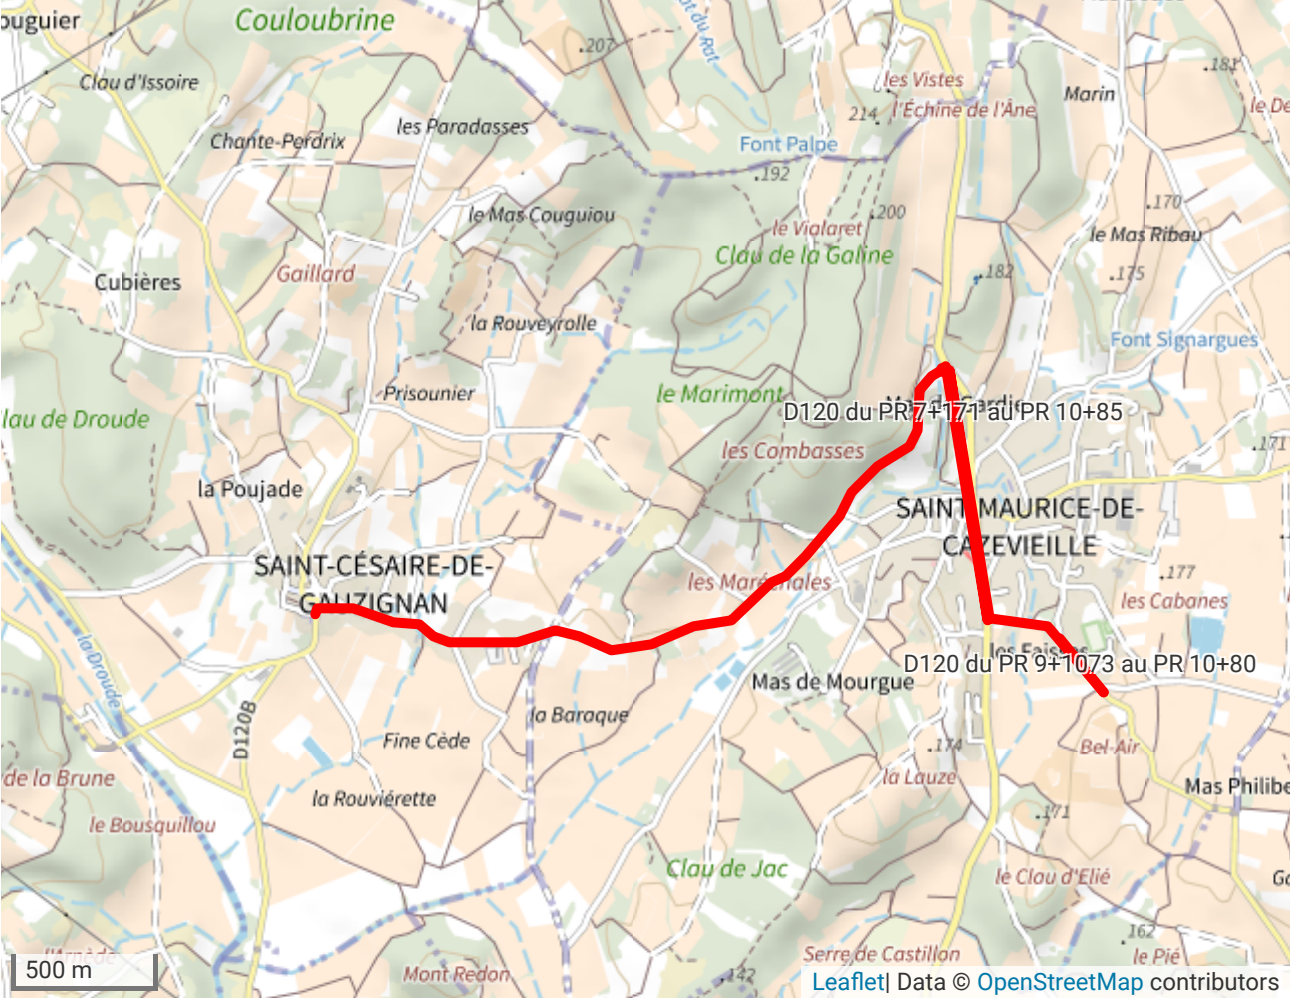 ouguier
Couloubrine
.207
Clau d'Issoire
les Vistes
.181
Marin
214
l'Échine de l'Âne
les Paradasses
Chante-Perdrix
Font Palpe
.192
.170
le Mas Couguiou
.200
le Vialaret
le Mas Ribau
Clau de la Galine
Gaillard
.182
.175
Cubières
la Rouveyrolle
Font Signargues
Prisounier
le Marimont
D120 du PR 7+171 au PR 10+85
lau de Droude
les Combasses
.171
la Poujade
SAINT-MAURICE-DE-
CAZEVIEILLE
SAINT-CÉSAIRE-DE-
GAUZIGNAN
les Maréchales
.177
les Cabanes
la Droude
D120 du PR 9+1073 au PR 10+80
Mas de Mourgue
la Baraque
D120B
Fine Cède
.174
Bel-Air
de la Brune
la Lauze
Mas Philibe
la Rouviérette
le Bousquillou
.171
Clau de Jac
le Clau d'Elié
162
Serre de Castillon
le Pié
l'Arnède
Mont Redon
.142
500 m
Leaflet| Data © OpenStreetMap contributors